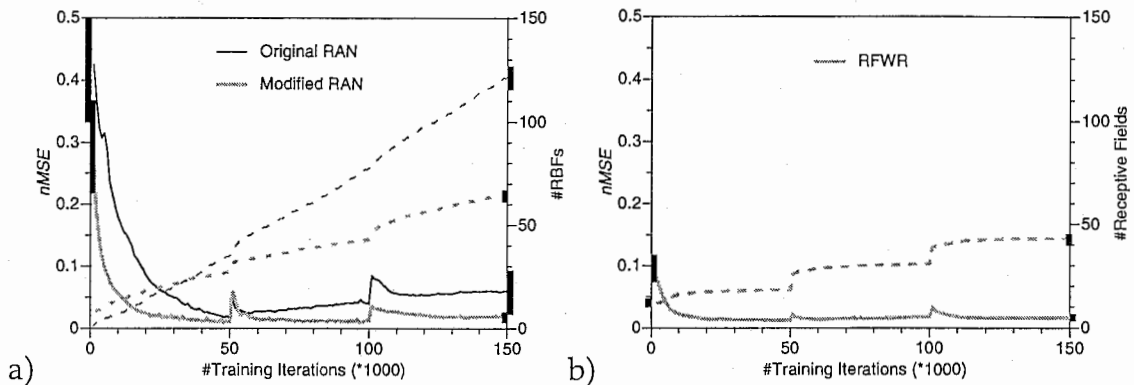 0.5
0.4
0.3
0.2
0.1
0
nMSE
Original RAN
Modified RAN
150
100
50
0
#RBFs
0
50
100
150
#Training Iterations (*1000)
a)
0.5
0.4
0.3
0.2
0.1
0
nMSE
RFWR
150
100
50
0
#Receptive Fields
0
50
100
150
#Training Iterations (*1000)
b)